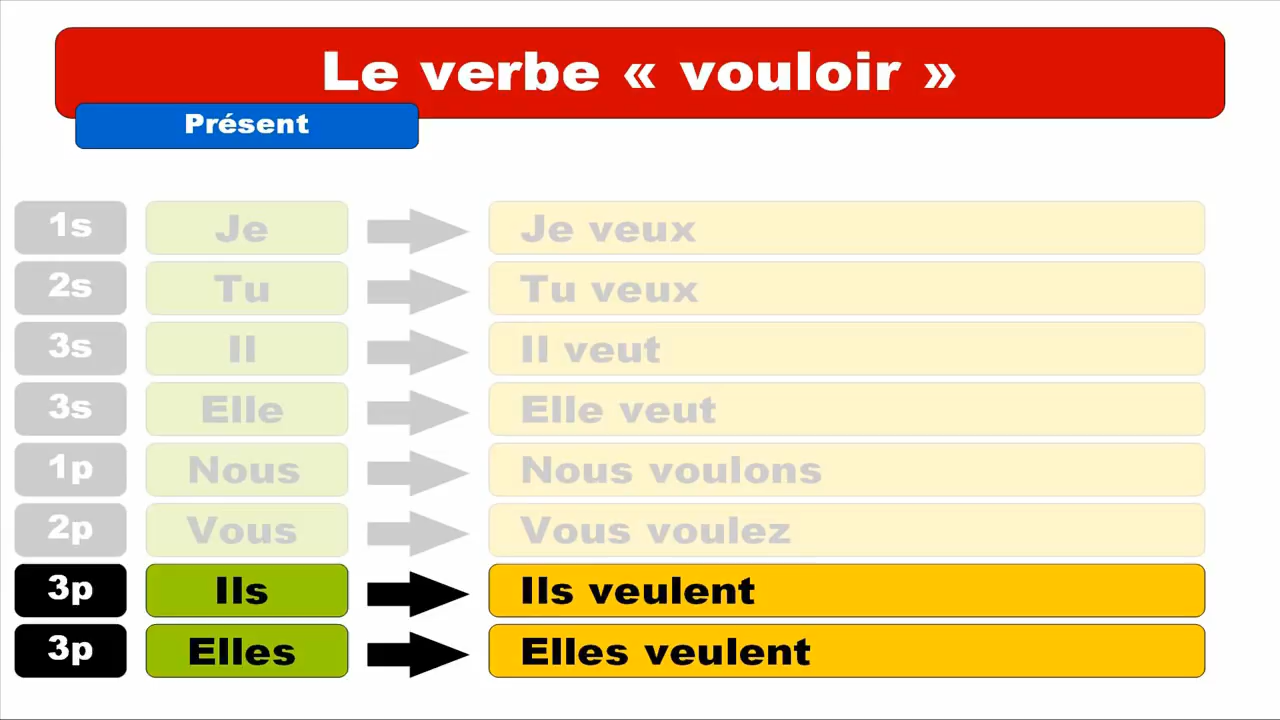 Le verbe « vouloir »
Présent
1s Je Je veux
2s Tu Tu veux
3s Il Il veut
3s Elle Elle veut
1p Nous Nous voulons
2p Vous Vous voulez
3p Ils Ils veulent
3p Elles Elles veulent